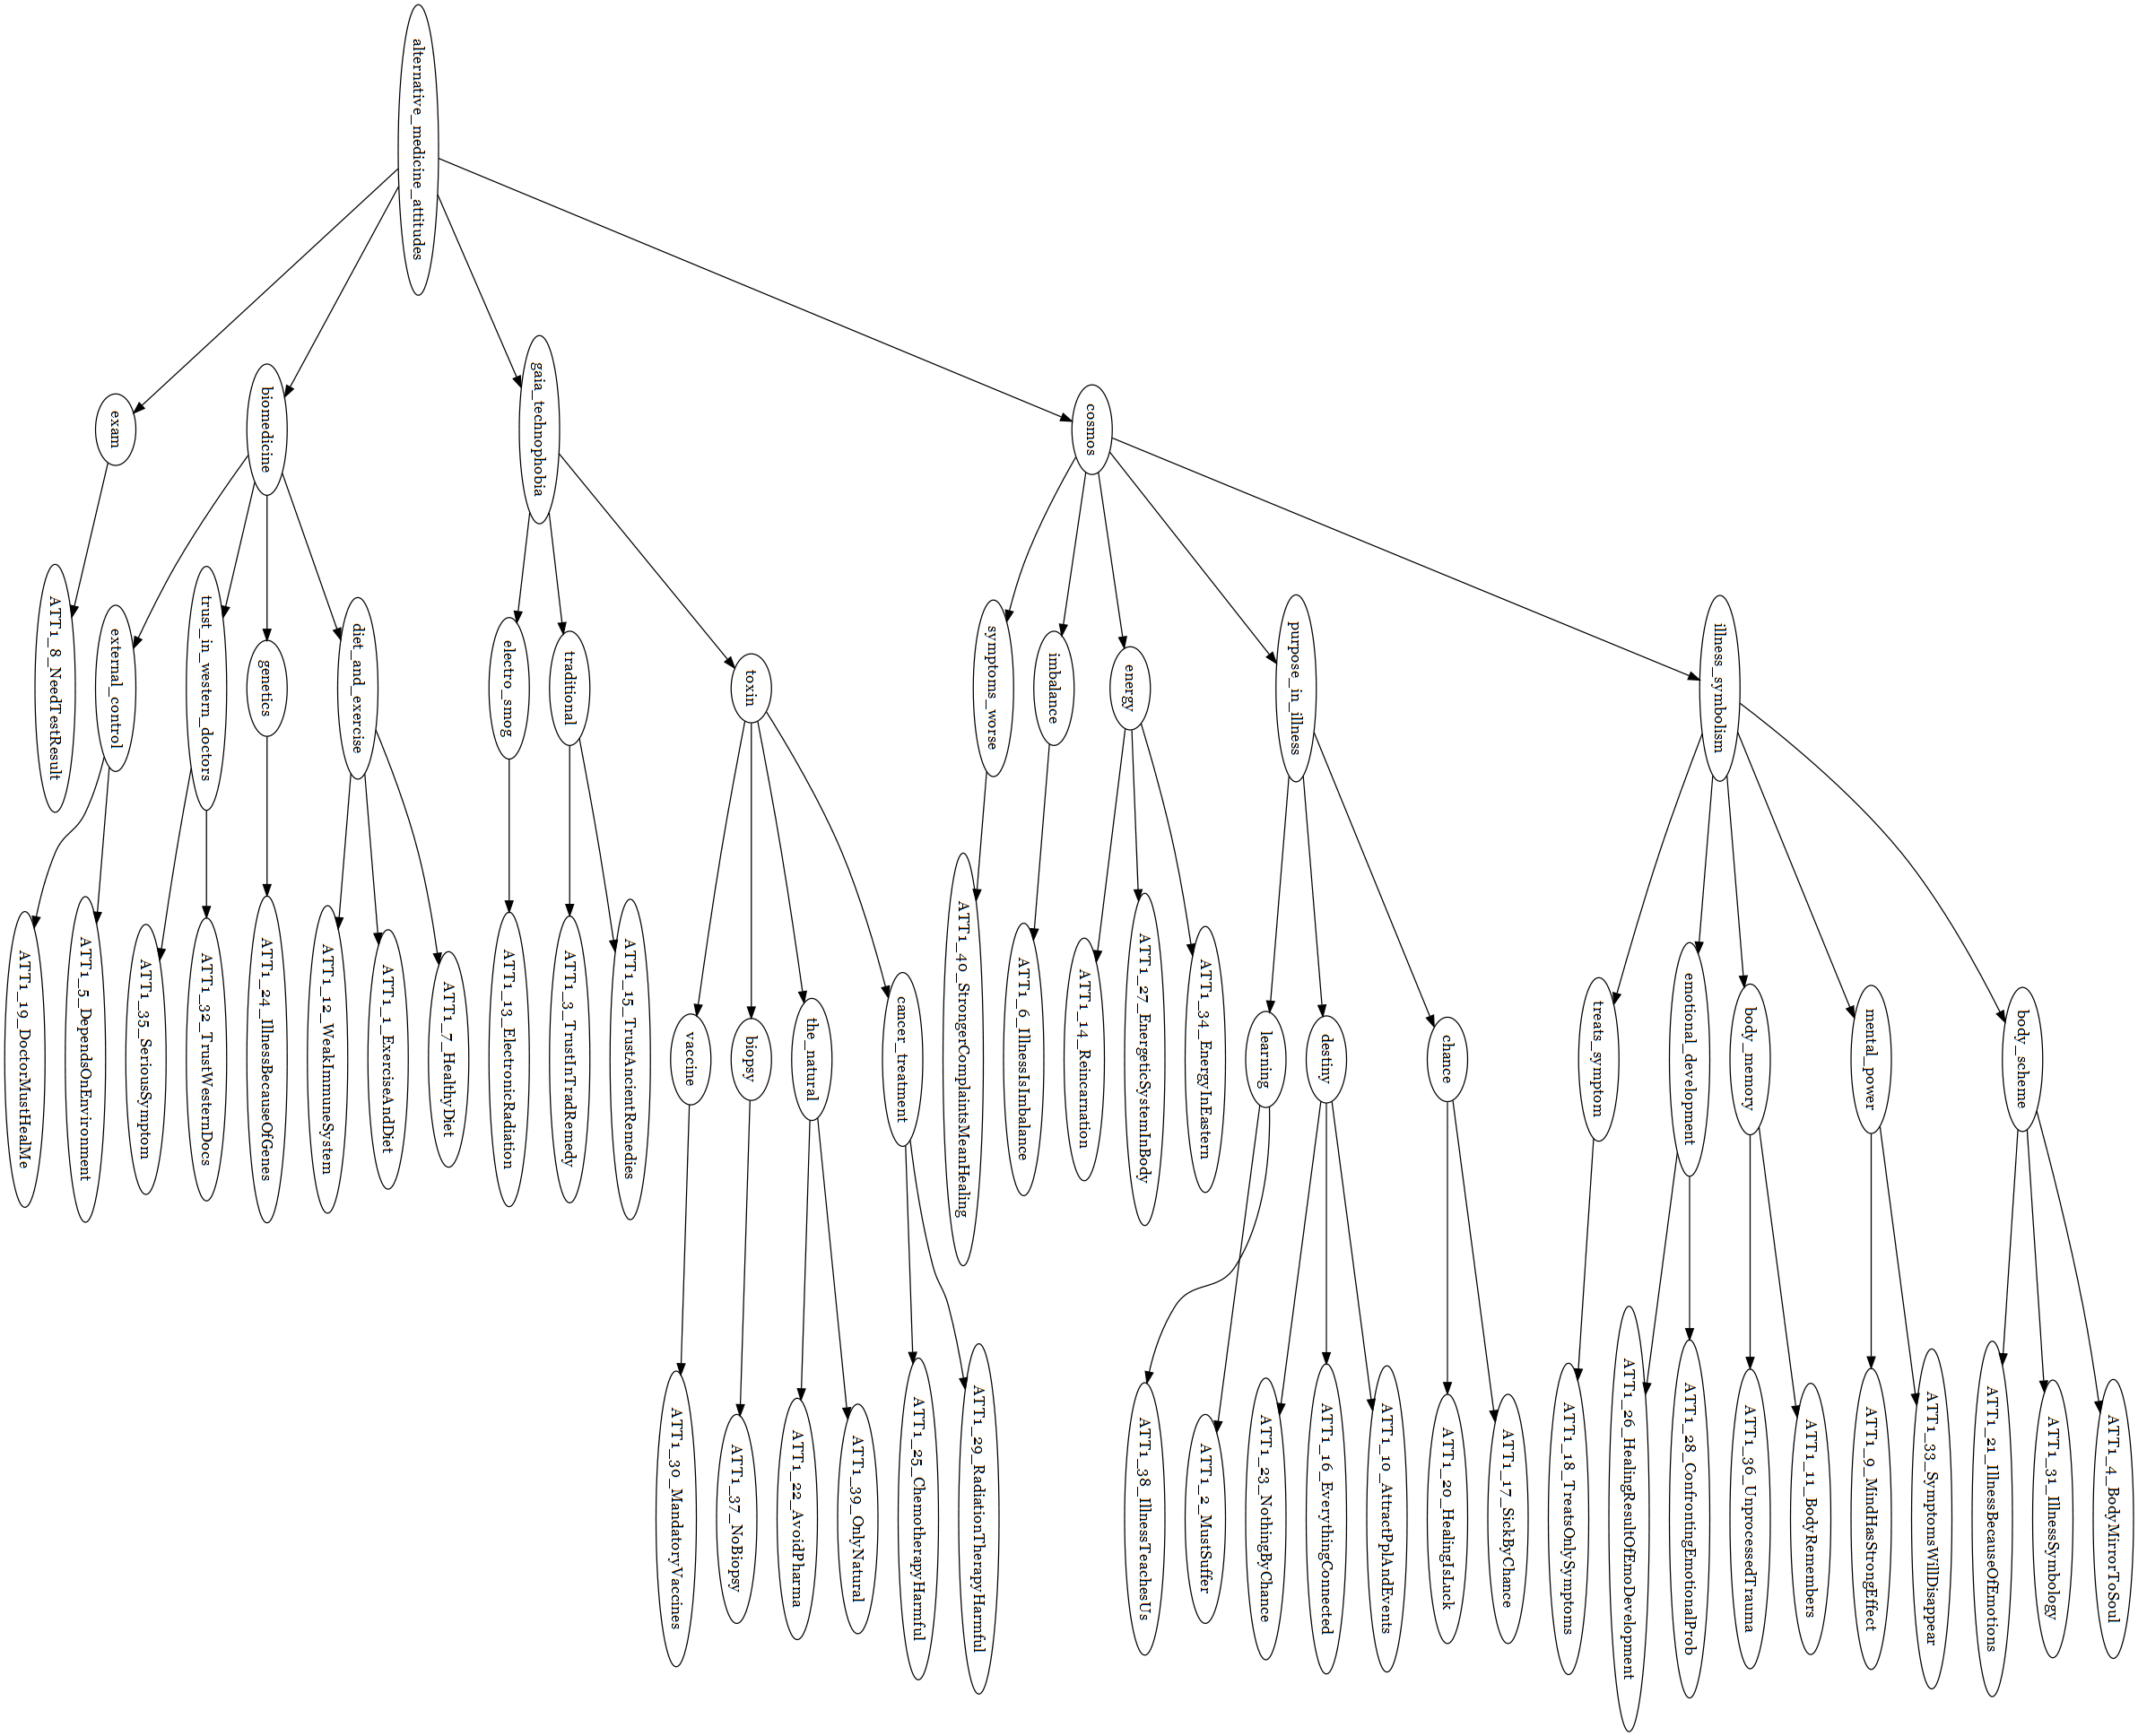 alternative_medicine_attitudes
exam
biomedicine
gaia_technophobia
cosmos
ATT1_8_NeedTestResult
external_control
trust_in_western_doctors
genetics
diet_and_exercise
electro_smog
traditional
toxin
symptoms_worse
imbalance
energy
purpose_in_illness
illness_symbolism
ATT1_19_DoctorMustHealMe
ATT1_5_DependsOnEnvironment
ATT1_35_SeriousSymptom
ATT1_32_TrustWesternDocs
ATT1_24_IllnessBecauseOfGenes
ATT1_12_WeakImmuneSystem
ATT1_1_ExerciseAndDiet
ATT1_7_HealthyDiet
ATT1_13_ElectronicRadiation
ATT1_3_TrustInTradRemedy
ATT1_15_TrustAncientRemedies
vaccine
biopsy
the_natural
cancer_treatment
ATT1_40_StrongerComplaintsMeanHealing
ATT1_6_IllnessIsImbalance
ATT1_14_Reincarnation
ATT1_27_EnergeticSystemInBody
ATT1_34_EnergyInEastern
learning
destiny
chance
treats_symptom
emotional_development
body_memory
mental_power
body_scheme
ATT1_30_MandatoryVaccines
ATT1_37_NoBiopsy
ATT1_22_AvoidPharma
ATT1_39_OnlyNatural
ATT1_25_ChemotherapyHarmful
ATT1_29_RadiationTherapyHarmful
ATT1_38_IllnessTeachesUs
ATT1_2_MustSuffer
ATT1_23_NothingByChance
ATT1_16_EverythingConnected
ATT1_10_AttractPplAndEvents
ATT1_20_HealingIsLuck
ATT1_17_SickByChance
ATT1_18_TreatsOnlySymptoms
ATT1_26_HealingResultOfEmoDevelopment
ATT1_28_ConfrontingEmotionalProb
ATT1_36_UnprocessedTrauma
ATT1_11_BodyRemembers
ATT1_9_MindHasStrongEffect
ATT1_33_SymptomsWillDisappear
ATT1_21_IllnessBecauseOfEmotions
ATT1_31_IllnessSymbology
ATT1_4_BodyMirrorToSoul